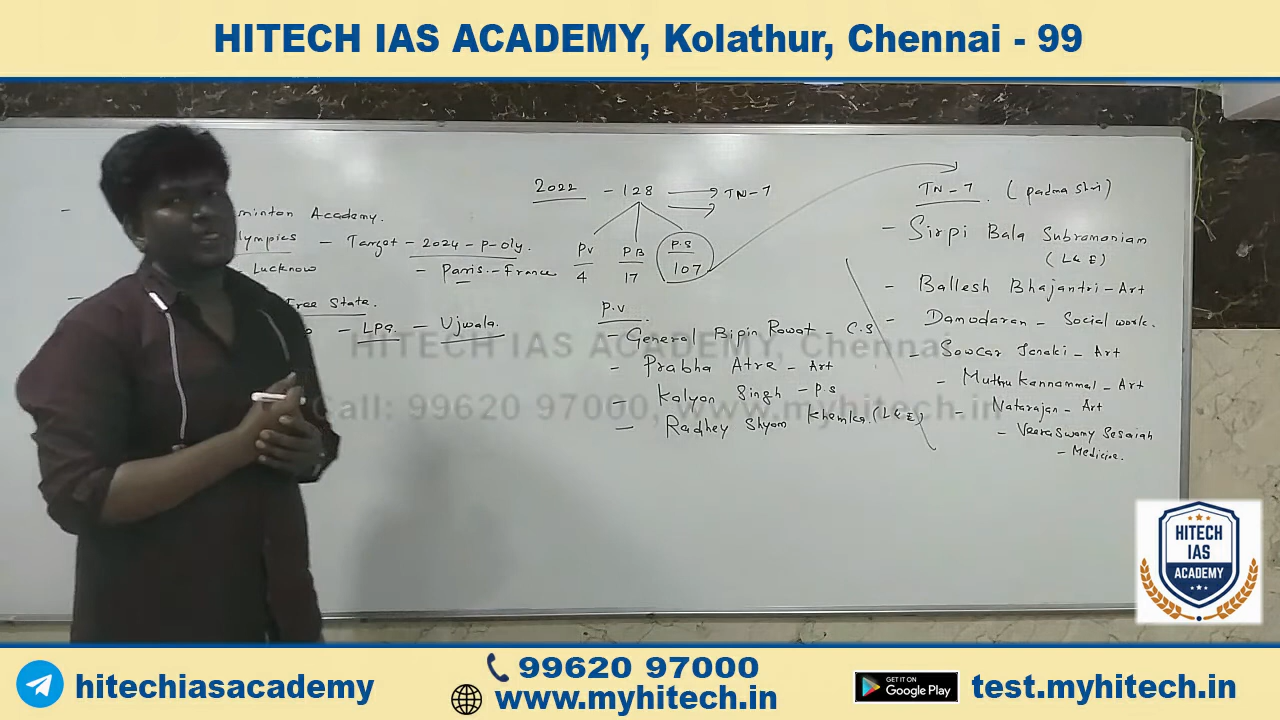 HITECH IAS ACADEMY, Kolathur, Chennai - 99
2022 - 128 → TN-7
PV 4
PB 17
P.S 107
minton Academy.
lympics - Target - 2024 - P-oly.
- Lucknow - Paris - France
Free State.
- LPG - Ujwala.
P.V
- General Bipin Rawat - C.S
- Prabha Atre - Art
- Kalyan Singh - P.S
- Radhey Shyam Khemka (L& E)
TN-7. (padma Shri)
- Sirpi Bala Subramaniam
(L& E)
- Ballesh Bhajantri - Art
- Damodaran - Social work.
- Sowcar Janaki - Art
- Muthu Kannammal - Art
- Natarajan - Art
- Veeraswamy Sesaiah
- Medicine.
HITECH IAS ACADEMY, Chennai
Call: 99620 97000, www.myhitech.in
HITECH
IAS
ACADEMY
hitechiasacademy
99620 97000
www.myhitech.in
GET IT ON
Google Play
test.myhitech.in